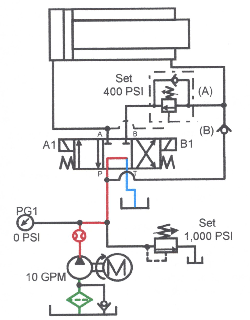 Set
400 PSI
(A)
(B)
A
B
A1
B1
P
T
PG1
0 PSI
Set
1,000 PSI
10 GPM
M